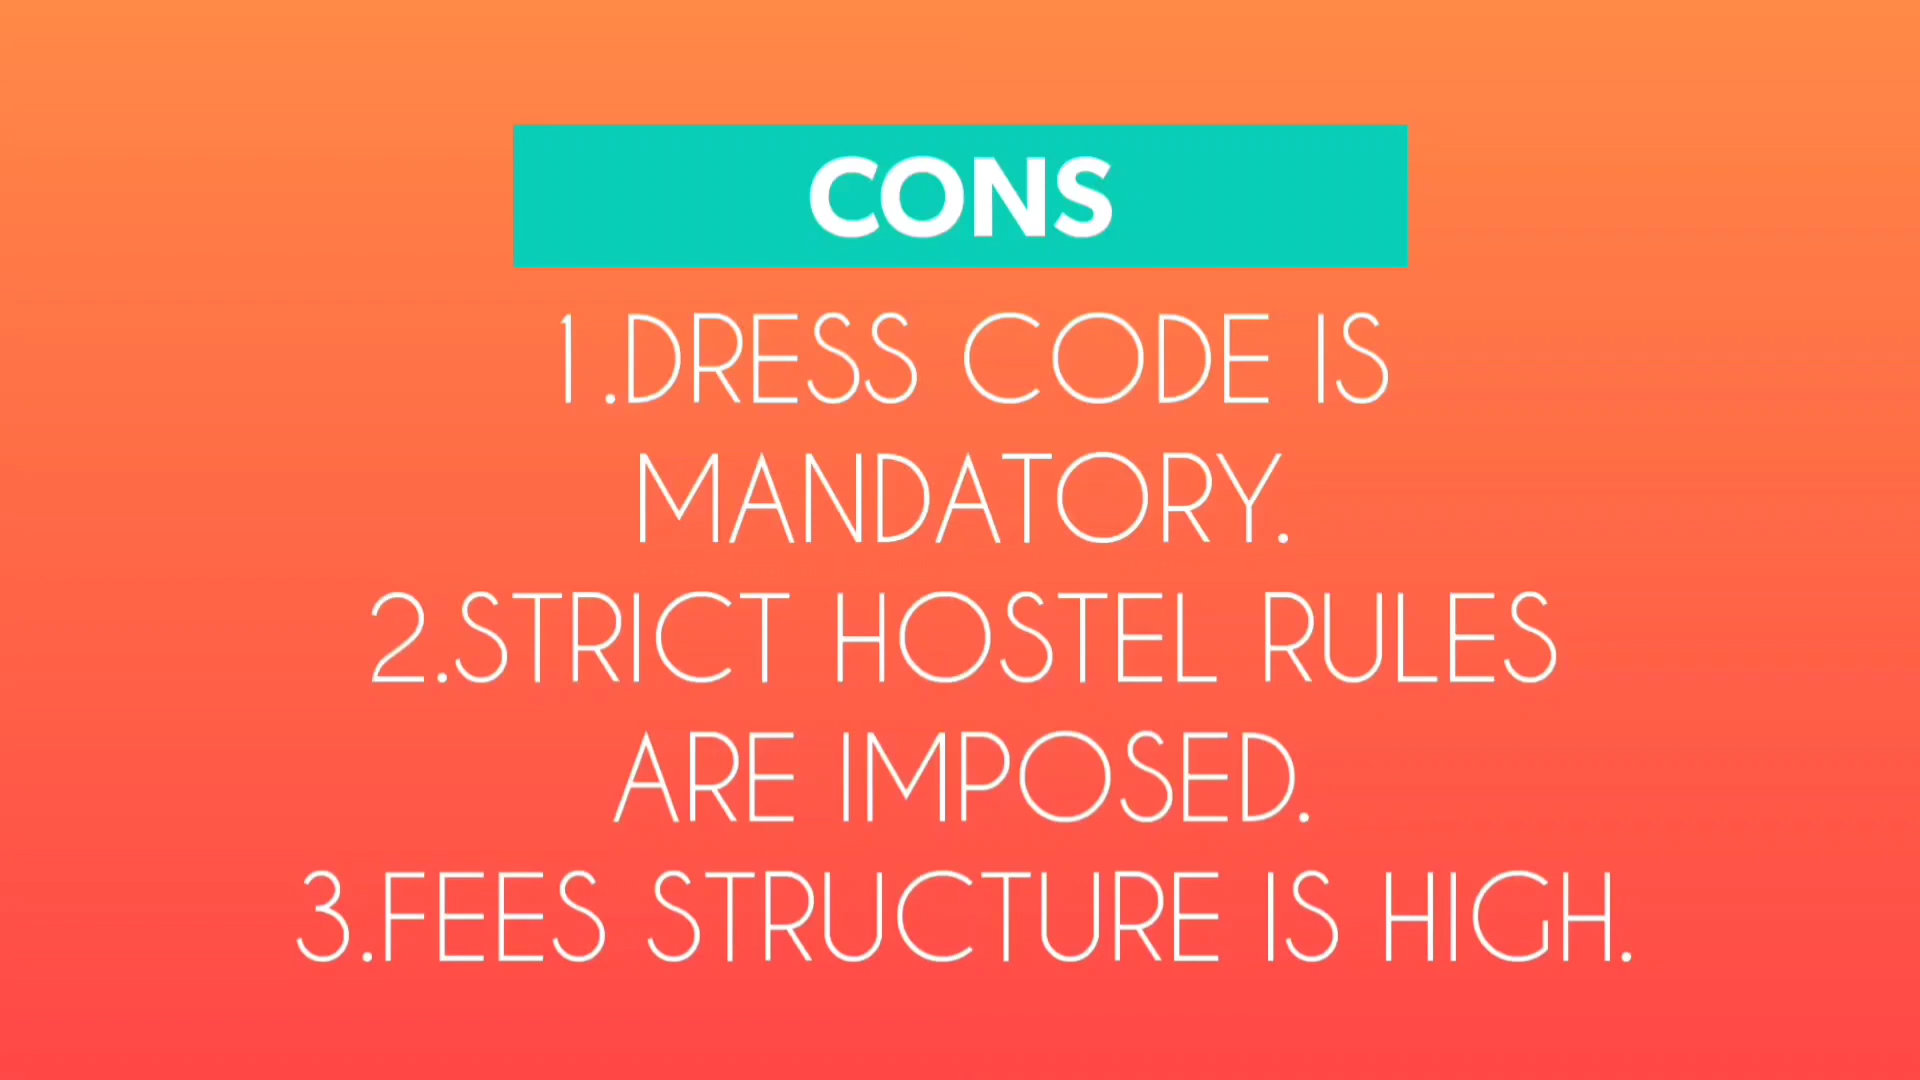 CONS
1.DRESS CODE IS
MANDATORY.
2.STRICT HOSTEL RULES
ARE IMPOSED.
3.FEES STRUCTURE IS HIGH.